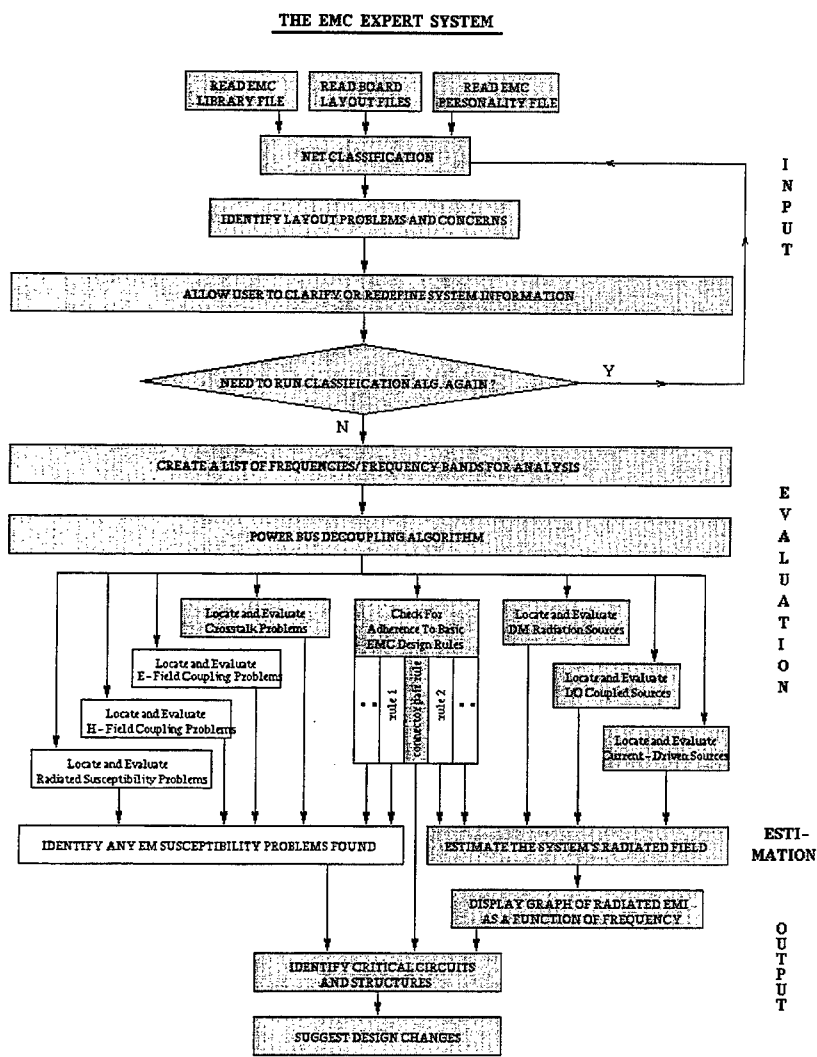 THE EMC EXPERT SYSTEM
READ EMC
LIBRARY FILE
READ BOARD
LAYOUT FILES
READ EMC
PERSONALITY FILE
NET CLASSIFICATION
IDENTIFY LAYOUT PROBLEMS AND CONCERNS
ALLOW USER TO CLARIFY OR REDEFINE SYSTEM INFORMATION
INPUT
NEED TO RUN CLASSIFICATION ALG. AGAIN ?
Y
N
CREATE A LIST OF FREQUENCIES/FREQUENCY BANDS FOR ANALYSIS
POWER BUS DECOUPLING ALGORITHM
EVALUATION
Locate and Evaluate
Crosstalk Problems
Locate and Evaluate
E-Field Coupling Problems
Locate and Evaluate
H-Field Coupling Problems
Locate and Evaluate
Radiated Susceptibility Problems
Check For
Adherence To Basic
EMC Design Rules
rule 1
connector pair rule
rule 2
Locate and Evaluate
DM Radiation Sources
Locate and Evaluate
I/O Coupled Sources
Locate and Evaluate
Current-Driven Sources
IDENTIFY ANY EM SUSCEPTIBILITY PROBLEMS FOUND
ESTIMATE THE SYSTEM'S RADIATED FIELD
ESTI-
MATION
DISPLAY GRAPH OF RADIATED EMI
AS A FUNCTION OF FREQUENCY
IDENTIFY CRITICAL CIRCUITS
AND STRUCTURES
OUTPUT
SUGGEST DESIGN CHANGES